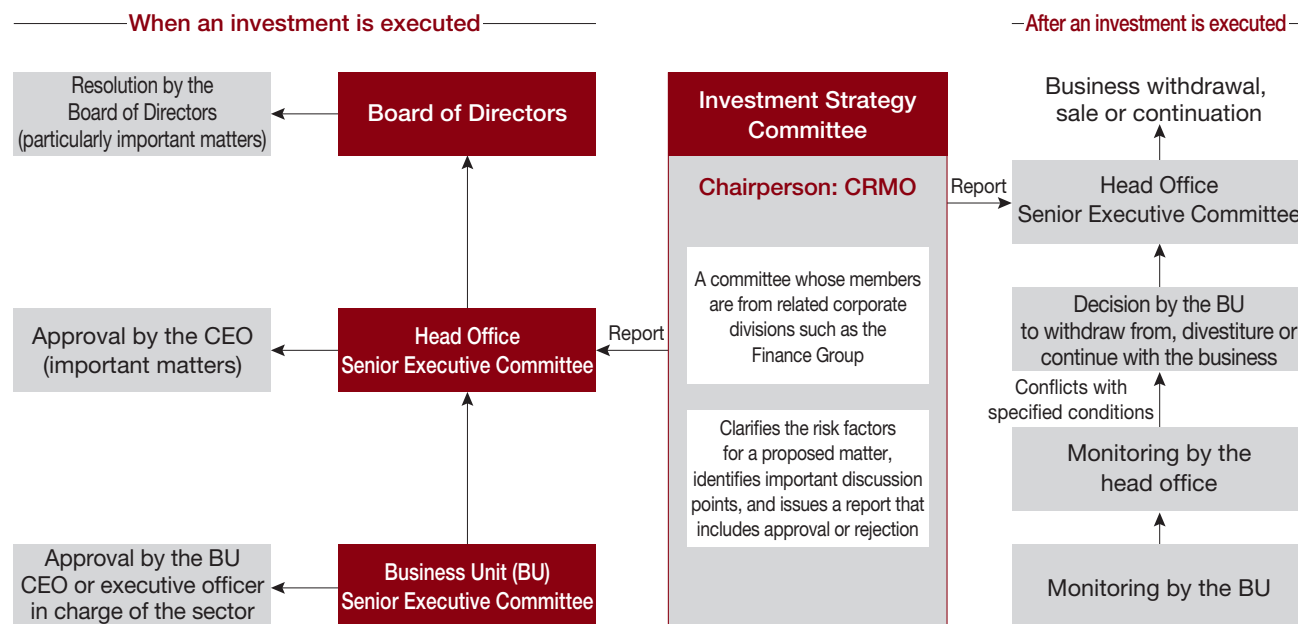 When an investment is executed
Resolution by the
Board of Directors
(particularly important matters)
Board of Directors
Approval by the CEO
(important matters)
Head Office
Senior Executive Committee
Approval by the BU
CEO or executive officer
in charge of the sector
Business Unit (BU)
Senior Executive Committee
Report
Investment Strategy
Committee
Chairperson: CRMO
A committee whose members
are from related corporate
divisions such as the
Finance Group
Clarifies the risk factors
for a proposed matter,
identifies important discussion
points, and issues a report that
includes approval or rejection
Report
After an investment is executed
Business withdrawal,
sale or continuation
Head Office
Senior Executive Committee
Decision by the BU
to withdraw from, divestiture or
continue with the business
Conflicts with
specified conditions
Monitoring by the
head office
Monitoring by the BU